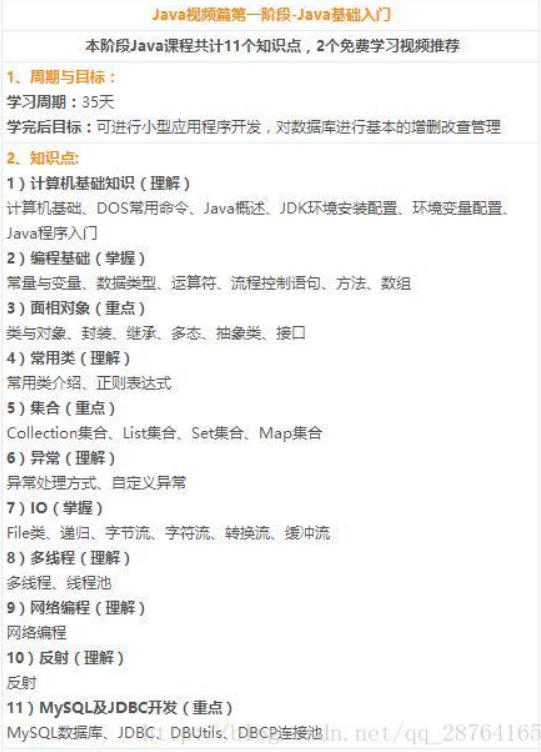 Java视频篇第一阶段-Java基础入门
本阶段Java课程共计11个知识点，2个免费学习视频推荐
1、周期与目标：
学习周期：35天
学完后目标：可进行小型应用程序开发，对数据库进行基本的增删改查管理
2、知识点:
1）计算机基础知识（理解）
计算机基础、DOS常用命令、Java概述、JDK环境安装配置、环境变量配置、
Java程序入门
2）编程基础（掌握）
常量与变量、数据类型、运算符、流程控制语句、方法、数组
3）面相对象（重点）
类与对象、封装、继承、多态、抽象类、接口
4）常用类（理解）
常用类介绍、正则表达式
5）集合（重点）
Collection集合、List集合、Set集合、Map集合
6）异常（理解）
异常处理方式、自定义异常
7）IO（掌握）
File类、递归、字节流、字符流、转换流、缓冲流
8）多线程（理解）
多线程、线程池
9）网络编程（理解）
网络编程
10）反射（理解）
反射
11）MySQL及JDBC开发（重点）
MySQL数据库、JDBC、DBUtils、DBCP连接池
http://blog.csdn.net/qq_28764165